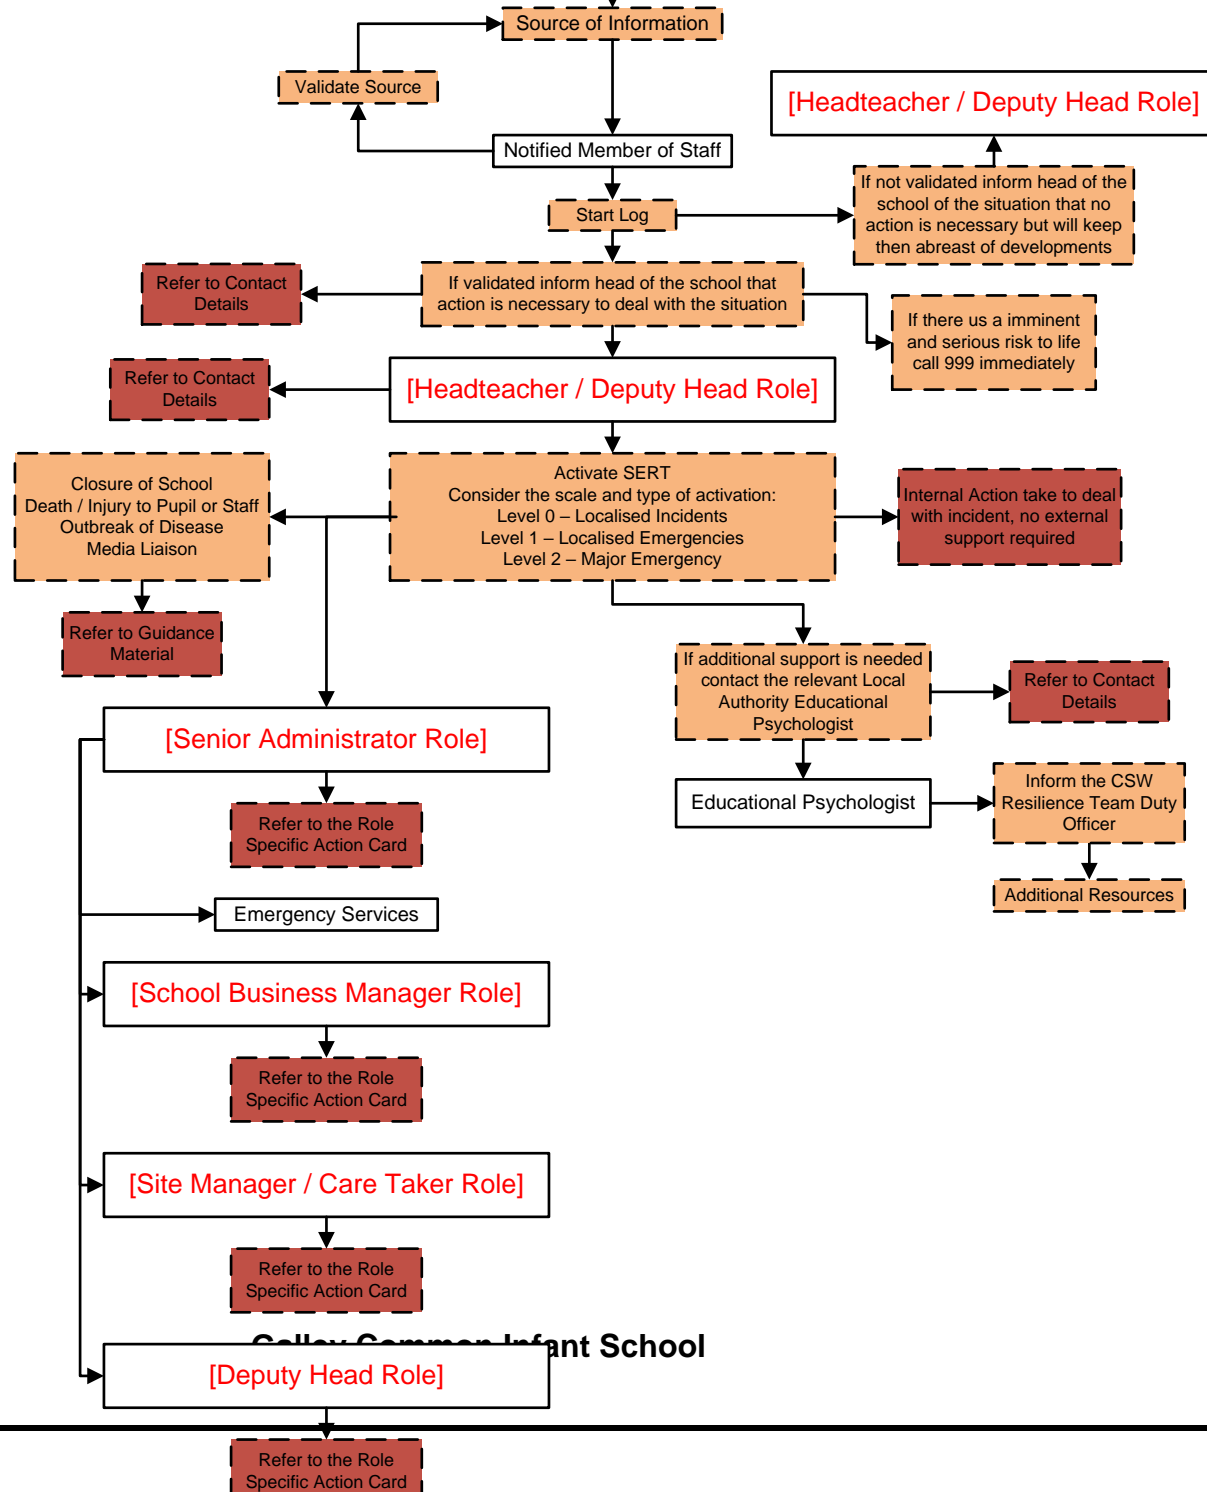 Source of Information
Validate Source
[Headteacher / Deputy Head Role]
Notified Member of Staff
If not validated inform head of the
school of the situation that no
action is necessary but will keep
then abreast of developments
Start Log
Refer to Contact
Details
If validated inform head of the school that
action is necessary to deal with the situation
If there us a imminent
and serious risk to life
call 999 immediately
Refer to Contact
Details
[Headteacher / Deputy Head Role]
Closure of School
Death / Injury to Pupil or Staff
Outbreak of Disease
Media Liaison
Activate SERT
Consider the scale and type of activation:
Level 0 – Localised Incidents
Level 1 – Localised Emergencies
Level 2 – Major Emergency
Internal Action take to deal
with incident, no external
support required
Refer to Guidance
Material
If additional support is needed
contact the relevant Local
Authority Educational
Psychologist
Refer to Contact
Details
[Senior Administrator Role]
Educational Psychologist
Inform the CSW
Resilience Team Duty
Officer
Refer to the Role
Specific Action Card
Additional Resources
Emergency Services
[School Business Manager Role]
Refer to the Role
Specific Action Card
[Site Manager / Care Taker Role]
Refer to the Role
Specific Action Card
Galley Common Infant School
[Deputy Head Role]
Refer to the Role
Specific Action Card